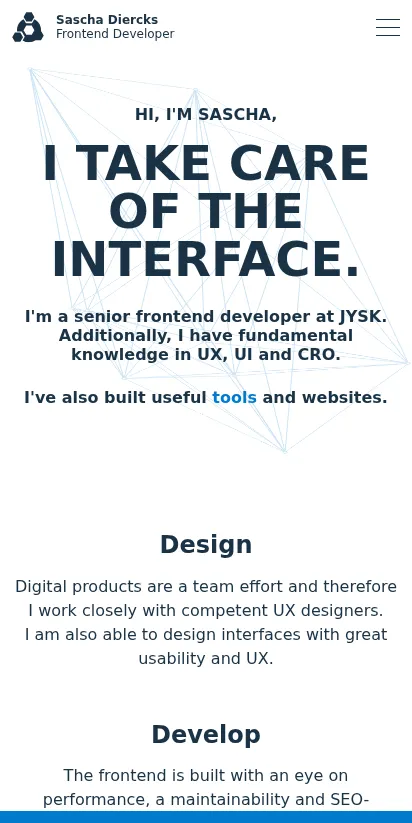 Sascha Diercks
Frontend Developer
HI, I'M SASCHA,
I TAKE CARE
OF THE
INTERFACE.
I'm a senior frontend developer at JYSK.
Additionally, I have fundamental
knowledge in UX, UI and CRO.
I've also built useful tools and websites.
Design
Digital products are a team effort and therefore
I work closely with competent UX designers.
I am also able to design interfaces with great
usability and UX.
Develop
The frontend is built with an eye on
performance, a maintainability and SEO-